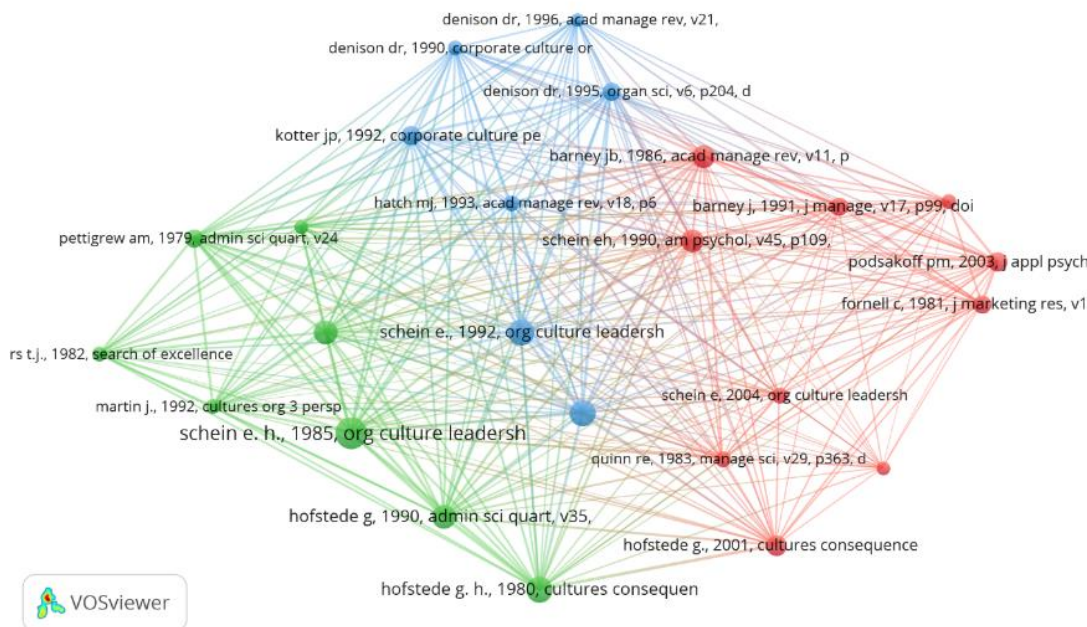 denison dr, 1996, acad manage rev, v21,
denison dr, 1990, corporate culture or
denison dr, 1995, organ sci, v6, p204, d
kotter jp, 1992, corporate culture pe
barney jb, 1986, acad manage rev, v11, p
hatch mj, 1993, acad manage rev, v18, p6
barney j, 1991, j manage, v17, p99, doi
pettigrew am, 1979, admin sci quart, v24
schein eh, 1990, am psychol, v45, p109,
podsakoff pm, 2003, j appl psych
fornell c, 1981, j marketing res, v1
schein e., 1992, org culture leadersh
rs t.j., 1982, search of excellence
schein e, 2004, org culture leadersh
martin j., 1992, cultures org 3 persp
schein e. h., 1985, org culture leadersh
quinn re, 1983, manage sci, v29, p363, d
hofstede g, 1990, admin sci quart, v35,
hofstede g., 2001, cultures consequence
hofstede g. h., 1980, cultures consequen
VOSviewer